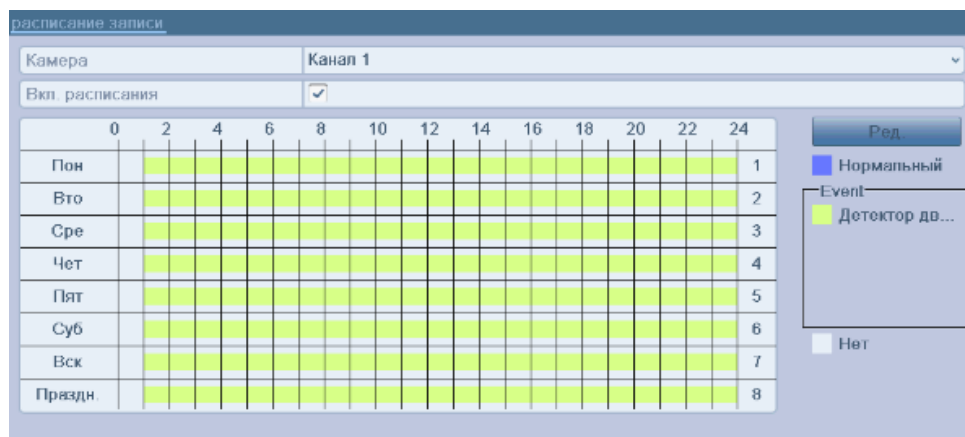 расписание записи
Камера Канал 1
Вкл. расписания
0 2 4 6 8 10 12 14 16 18 20 22 24
Ред.
Пон 1
Нормальный
Event
Вто 2
Детектор дв...
Сре 3
Чет 4
Пят 5
Суб 6
Нет
Вск 7
Праздн. 8